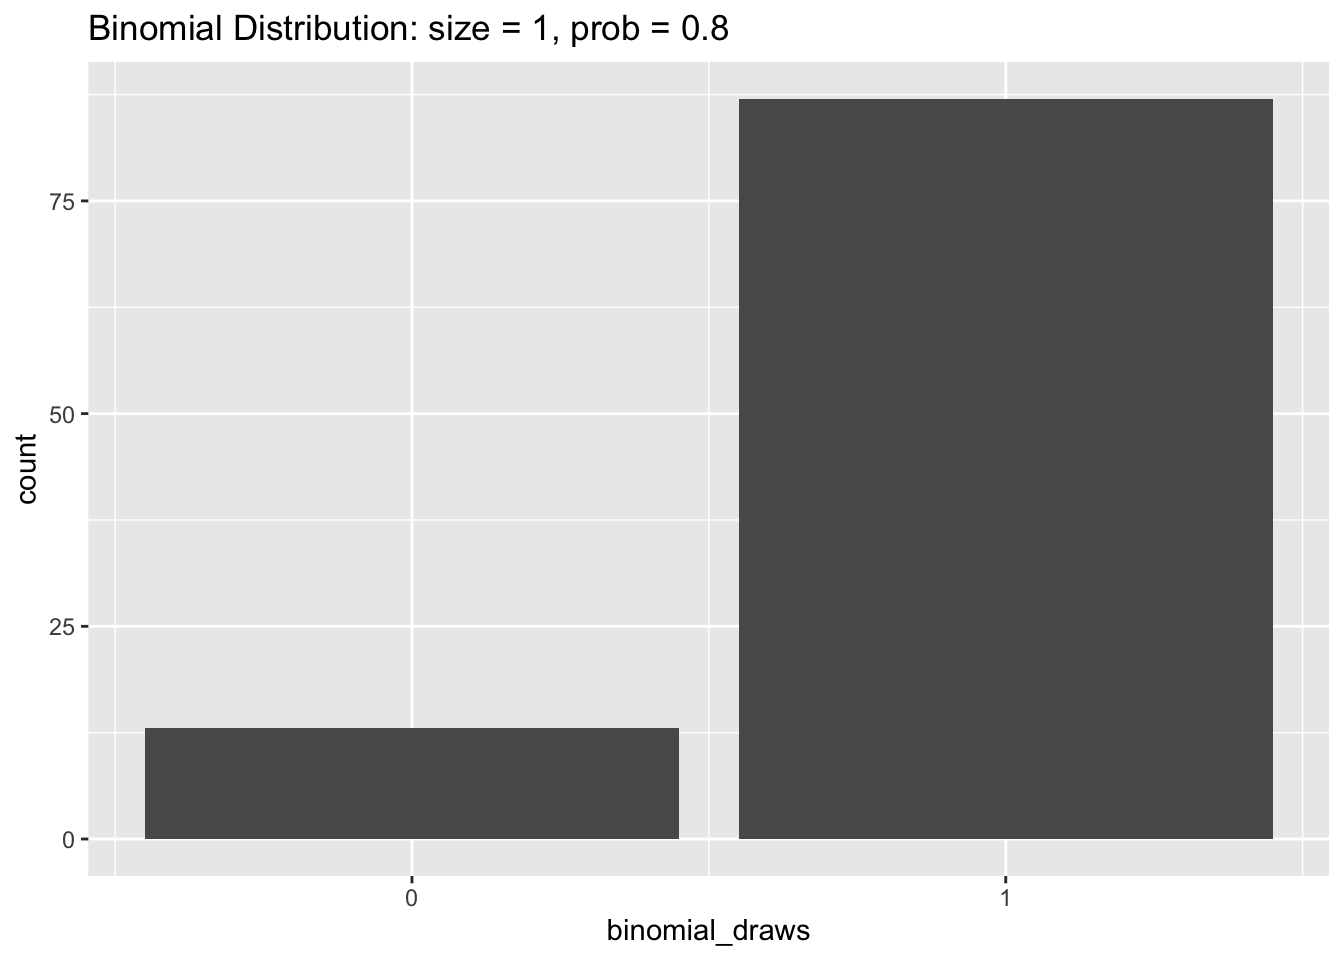 Binomial Distribution: size = 1, prob = 0.8
75
50
25
0
count
0 1
binomial_draws